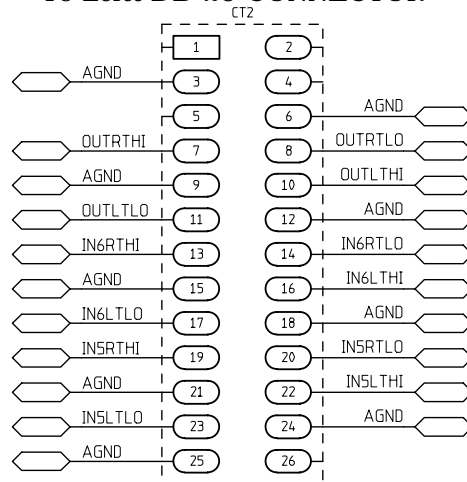 CT2
1 2
AGND 3 4
5 6 AGND
OUTRTHI 7 8 OUTRTLO
AGND 9 10 OUTLTHI
OUTLTLO 11 12 AGND
IN6RTHI 13 14 IN6RTLO
AGND 15 16 IN6LTHI
IN6LTLO 17 18 AGND
IN5RTHI 19 20 IN5RTLO
AGND 21 22 IN5LTHI
IN5LTLO 23 24 AGND
AGND 25 26